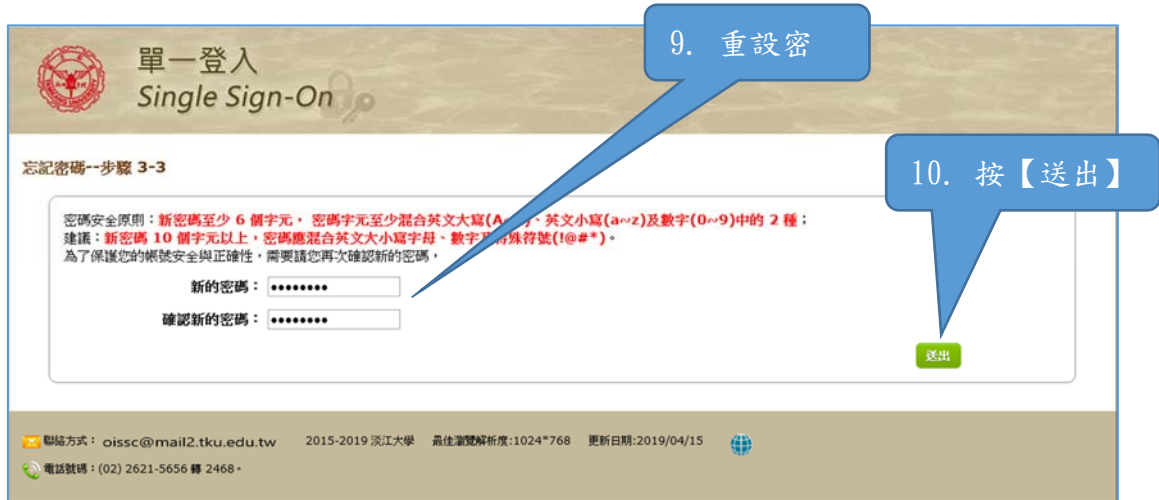 9. 重設密
單一登入
Single Sign-On
10. 按【送出】
忘記密碼--步驟 3-3
密碼安全原則：新密碼至少 6 個字元， 密碼字元至少混合英文大寫(A~ )、英文小寫(a~z)及數字(0~9)中的 2 種；
建議：新密碼 10 個字元以上，密碼應混合英文大小寫字母、數字 特殊符號(!@#*)。
為了保護您的帳號安全與正確性，需要請您再次確認新的密碼，
新的密碼： ••••••••
確認新的密碼： ••••••••
送出
聯絡方式： oissc@mail2.tku.edu.tw 2015-2019 淡江大學 最佳瀏覽解析度:1024*768 更新日期:2019/04/15
電話號碼：(02) 2621-5656 轉 2468。